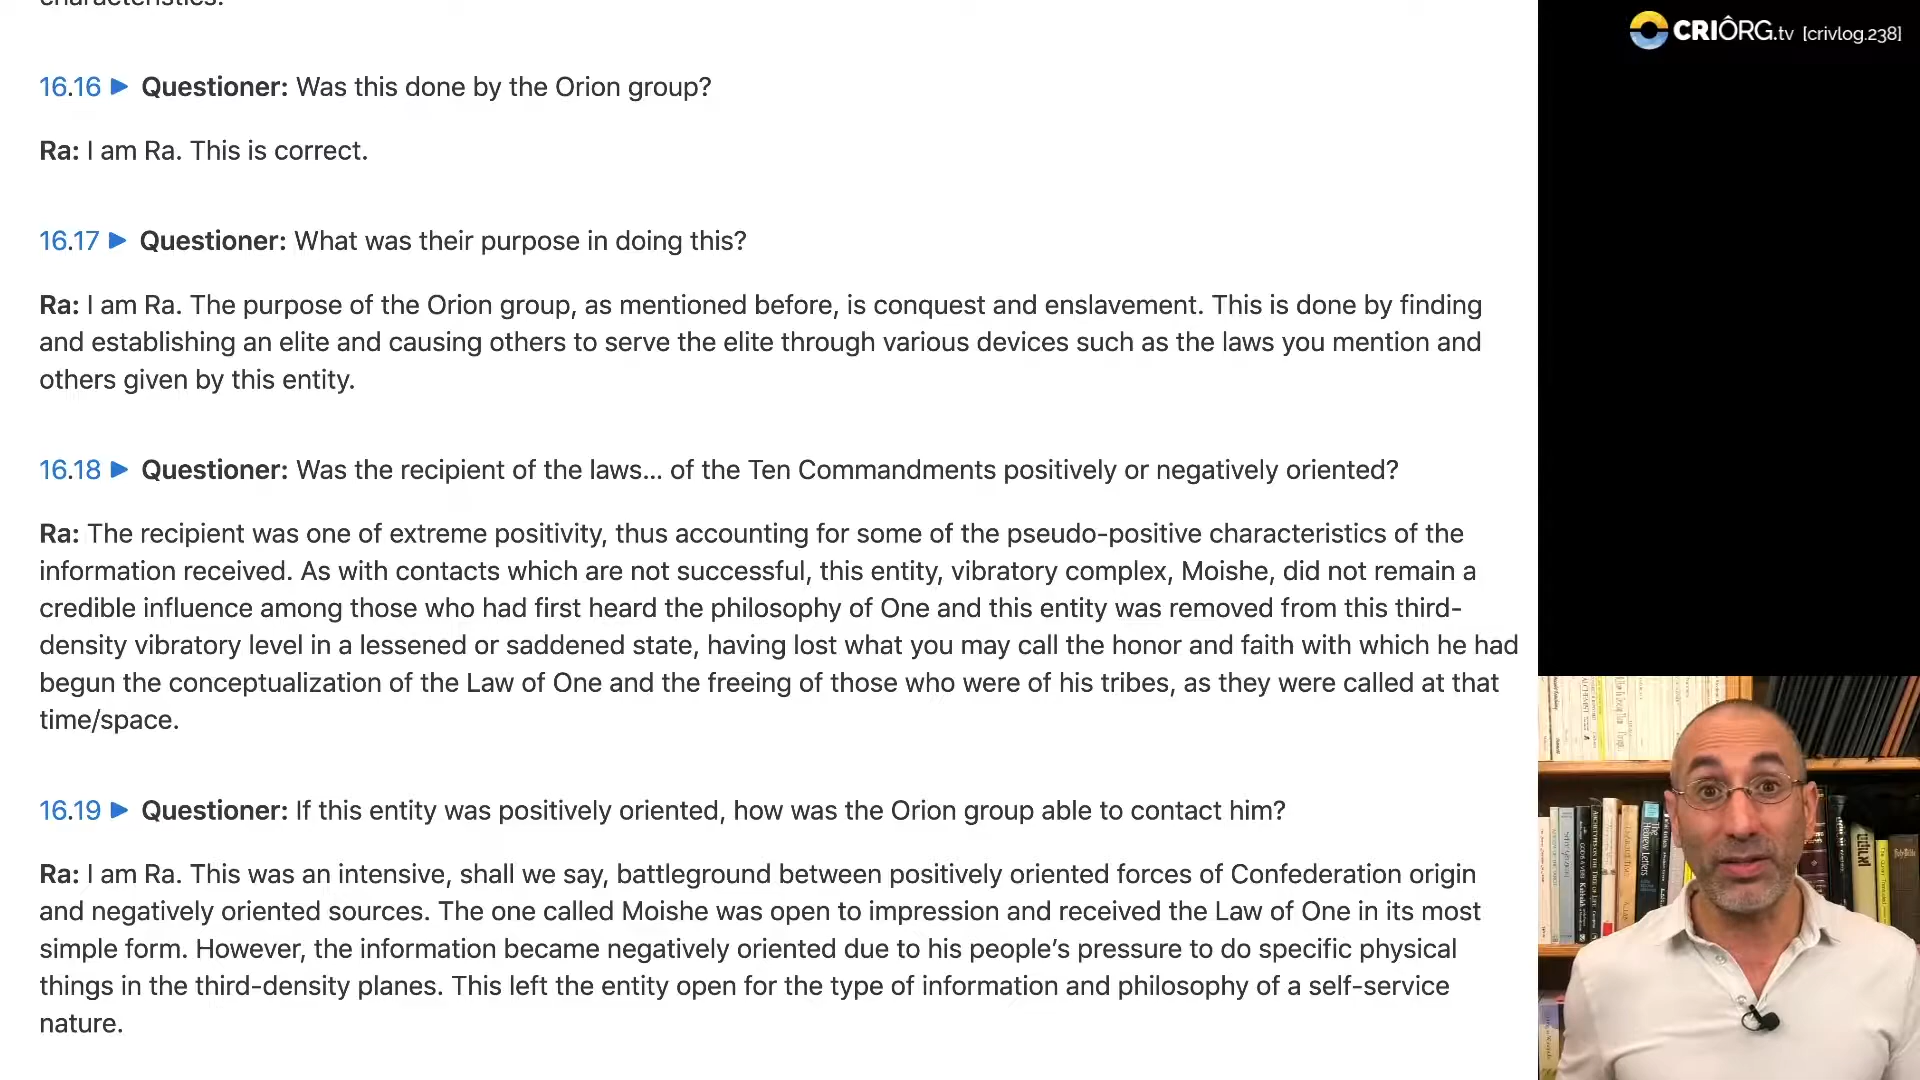 characteristics.
CRIÔRG.tv [crivlog.238]
16.16 ► Questioner: Was this done by the Orion group?
Ra: I am Ra. This is correct.
16.17 ► Questioner: What was their purpose in doing this?
Ra: I am Ra. The purpose of the Orion group, as mentioned before, is conquest and enslavement. This is done by finding
and establishing an elite and causing others to serve the elite through various devices such as the laws you mention and
others given by this entity.
16.18 ► Questioner: Was the recipient of the laws... of the Ten Commandments positively or negatively oriented?
Ra: The recipient was one of extreme positivity, thus accounting for some of the pseudo-positive characteristics of the
information received. As with contacts which are not successful, this entity, vibratory complex, Moishe, did not remain a
credible influence among those who had first heard the philosophy of One and this entity was removed from this third-
density vibratory level in a lessened or saddened state, having lost what you may call the honor and faith with which he had
begun the conceptualization of the Law of One and the freeing of those who were of his tribes, as they were called at that
time/space.
16.19 ► Questioner: If this entity was positively oriented, how was the Orion group able to contact him?
Ra: I am Ra. This was an intensive, shall we say, battleground between positively oriented forces of Confederation origin
and negatively oriented sources. The one called Moishe was open to impression and received the Law of One in its most
simple form. However, the information became negatively oriented due to his people's pressure to do specific physical
things in the third-density planes. This left the entity open for the type of information and philosophy of a self-service
nature.
The Hebrew Letters